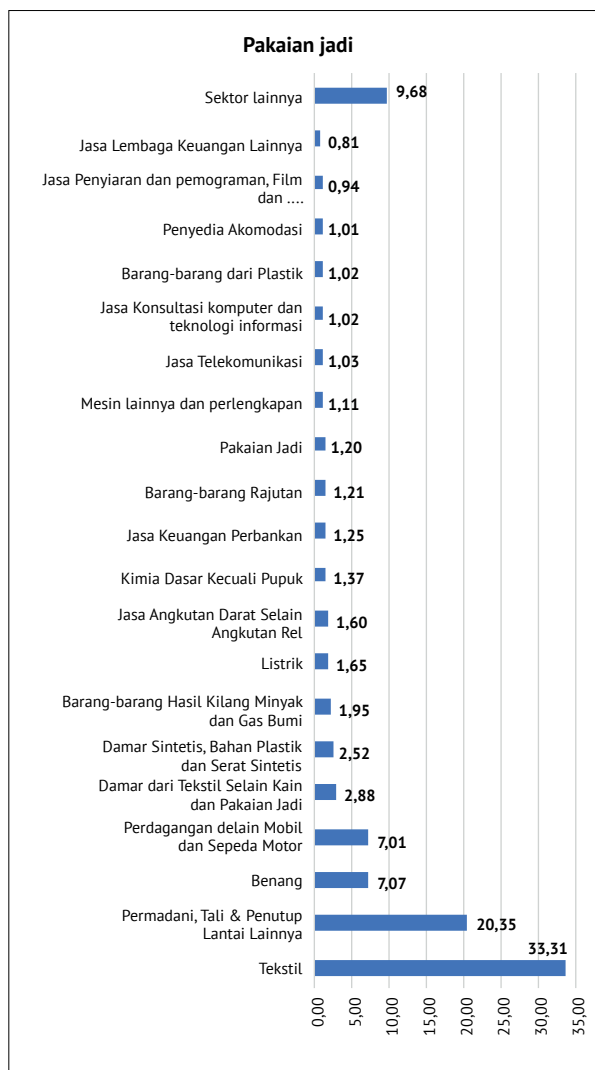 Pakaian jadi
Sektor lainnya
9,68
Jasa Lembaga Keuangan Lainnya
0,81
Jasa Penyiaran dan pemograman, Film
dan ....
0,94
Penyedia Akomodasi
1,01
Barang-barang dari Plastik
1,02
Jasa Konsultasi komputer dan
teknologi informasi
1,02
Jasa Telekomunikasi
1,03
Mesin lainnya dan perlengkapan
1,11
Pakaian Jadi
1,20
Barang-barang Rajutan
1,21
Jasa Keuangan Perbankan
1,25
Kimia Dasar Kecuali Pupuk
1,37
Jasa Angkutan Darat Selain
Angkutan Rel
1,60
Listrik
1,65
Barang-barang Hasil Kilang Minyak
dan Gas Bumi
1,95
Damar Sintetis, Bahan Plastik
dan Serat Sintetis
2,52
Damar dari Tekstil Selain Kain
dan Pakaian Jadi
2,88
Perdagangan delain Mobil
dan Sepeda Motor
7,01
Benang
7,07
Permadani, Tali & Penutup
Lantai Lainnya
20,35
Tekstil
33,31
0,00
5,00
10,00
15,00
20,00
25,00
30,00
35,00